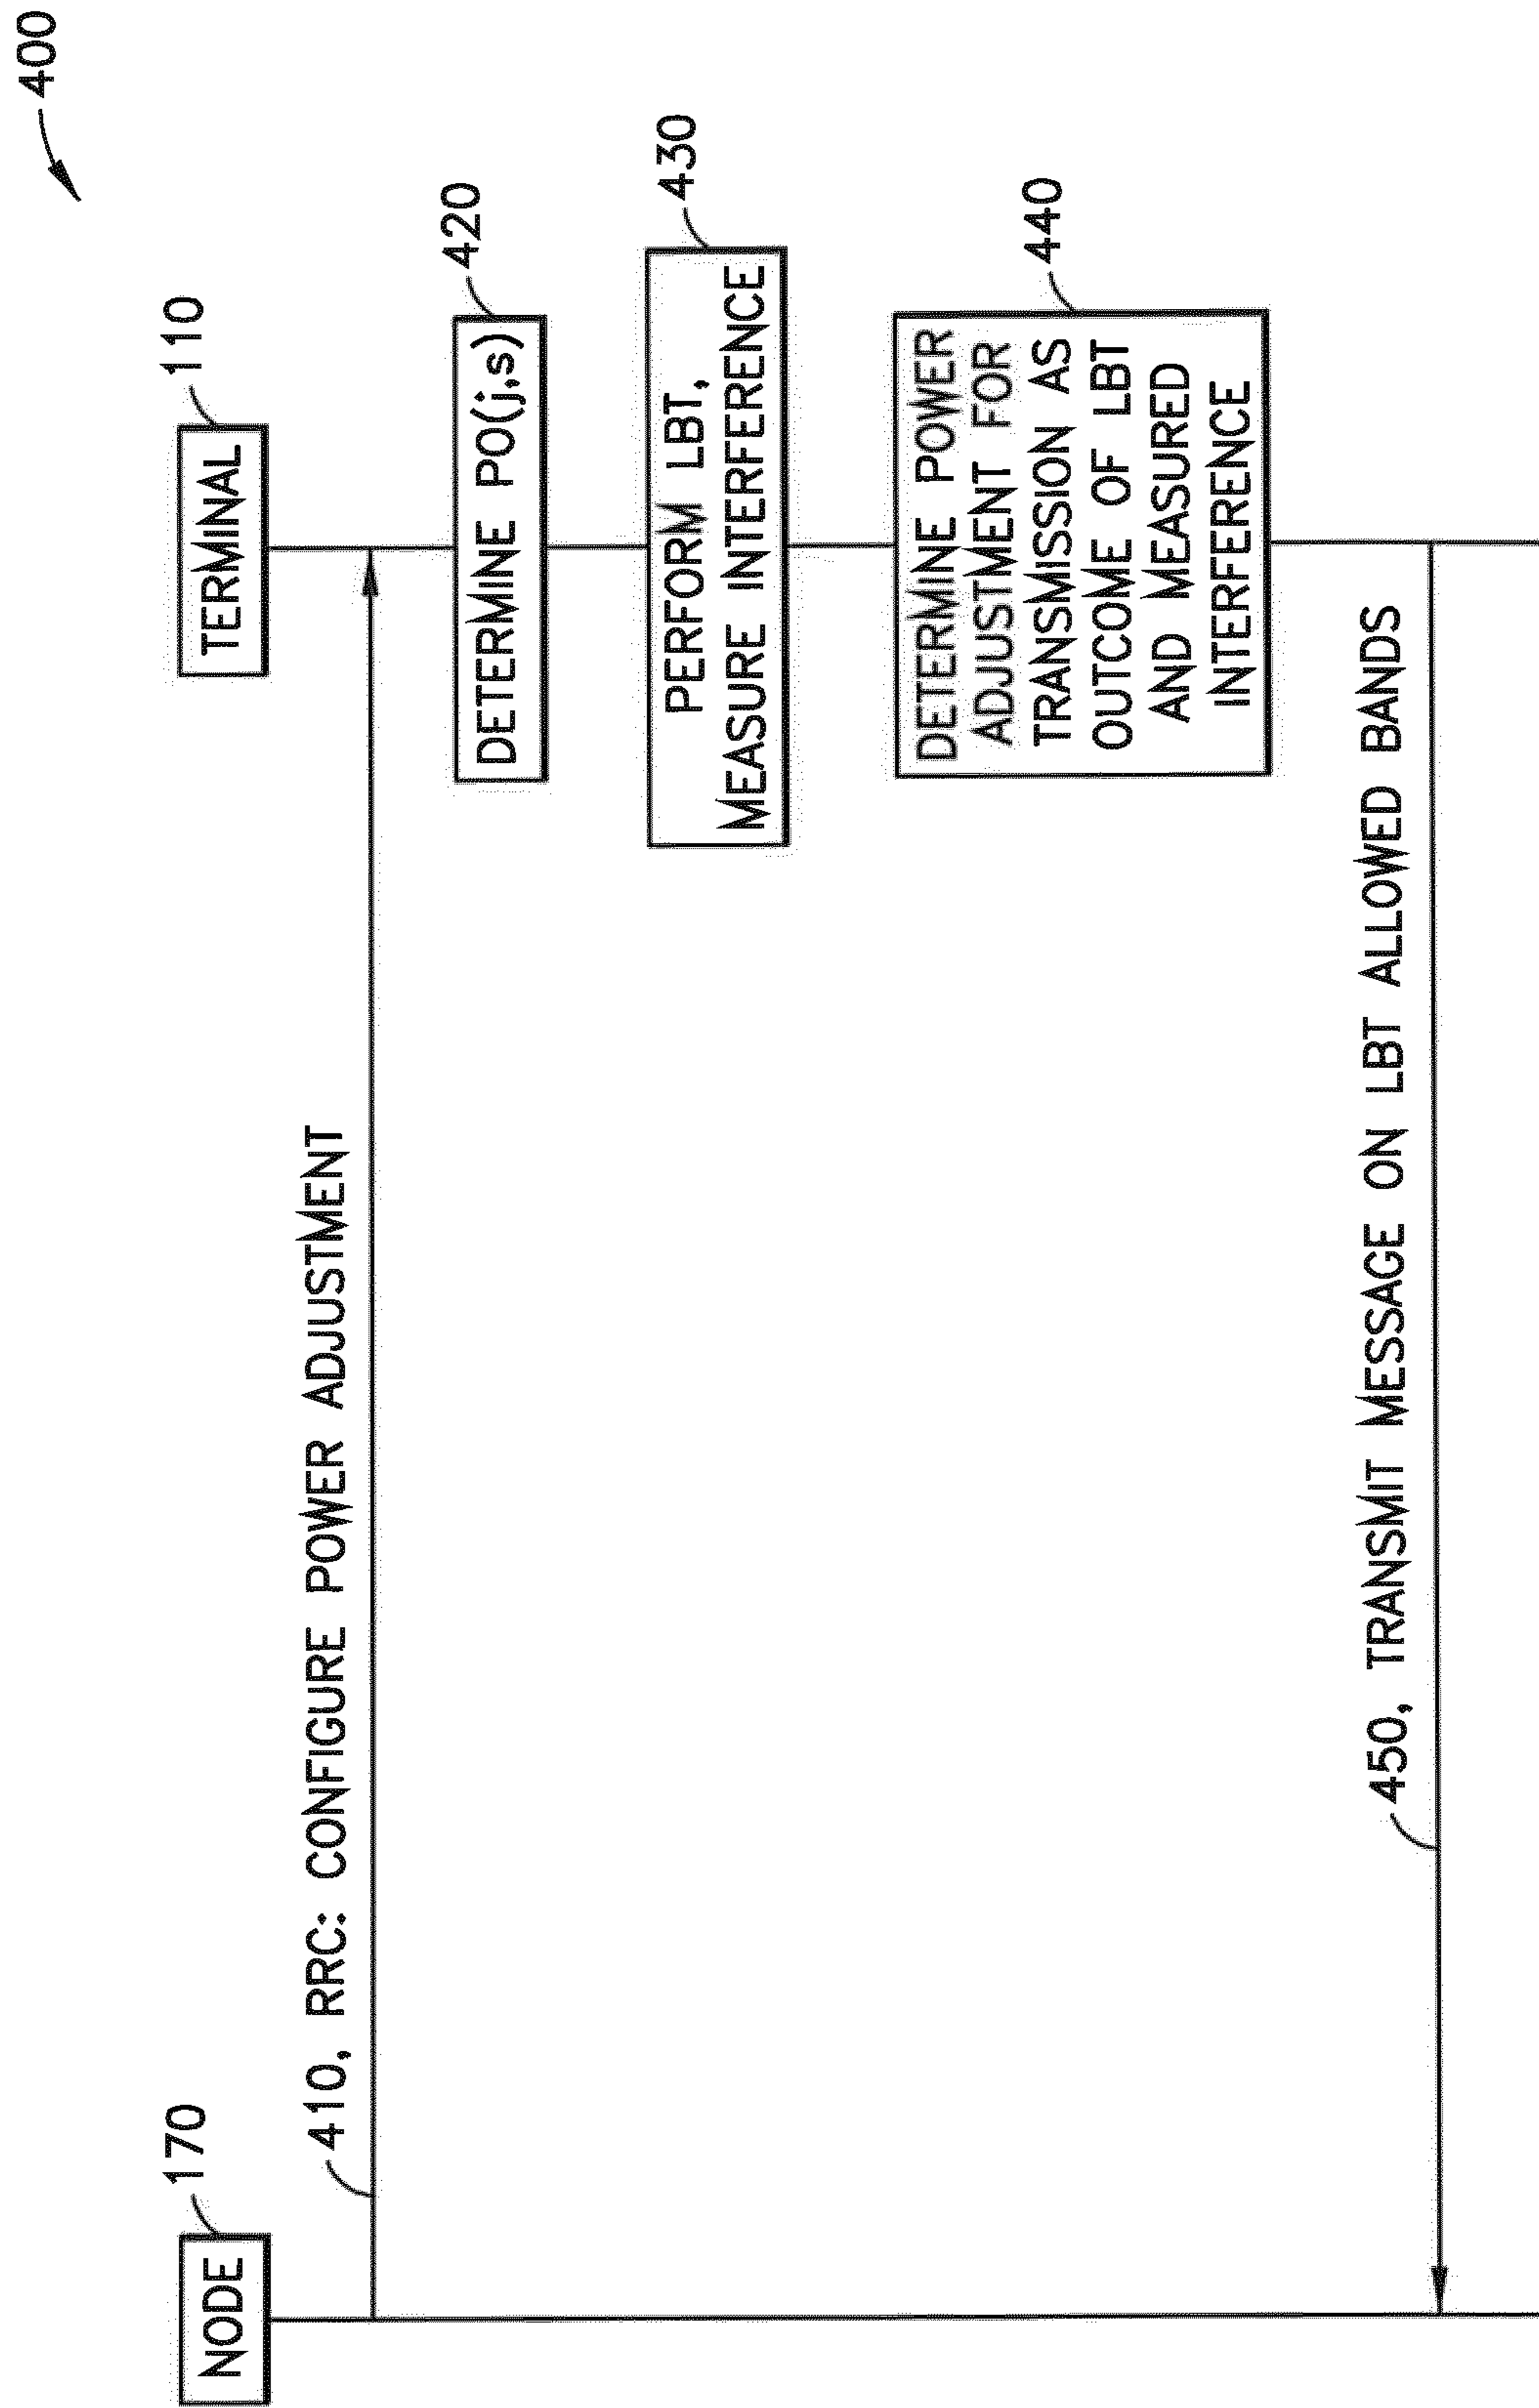 400
NODE
170
TERMINAL
110
410, RRC: CONFIGURE POWER ADJUSTMENT
DETERMINE PO(j,s)
420
PERFORM LBT,
MEASURE INTERFERENCE
430
DETERMINE POWER
ADJUSTMENT FOR
TRANSMISSION AS
OUTCOME OF LBT
AND MEASURED
INTERFERENCE
440
450, TRANSMIT MESSAGE ON LBT ALLOWED BANDS